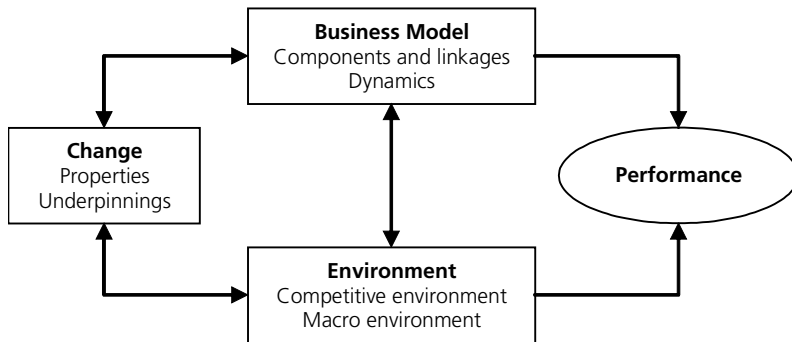 Business Model
Components and linkages
Dynamics
Change
Properties
Underpinnings
Performance
Environment
Competitive environment
Macro environment